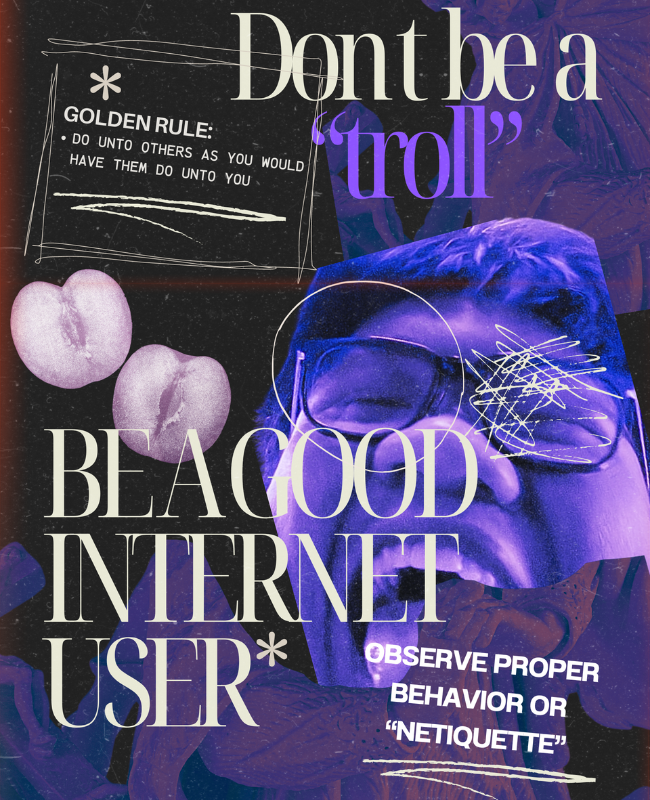 Dont be a
“troll”
*
GOLDEN RULE:
• DO UNTO OTHERS AS YOU WOULD
HAVE THEM DO UNTO YOU
BE A GOOD
INTERNET
USER*
OBSERVE PROPER
BEHAVIOR OR
“NETIQUETTE”